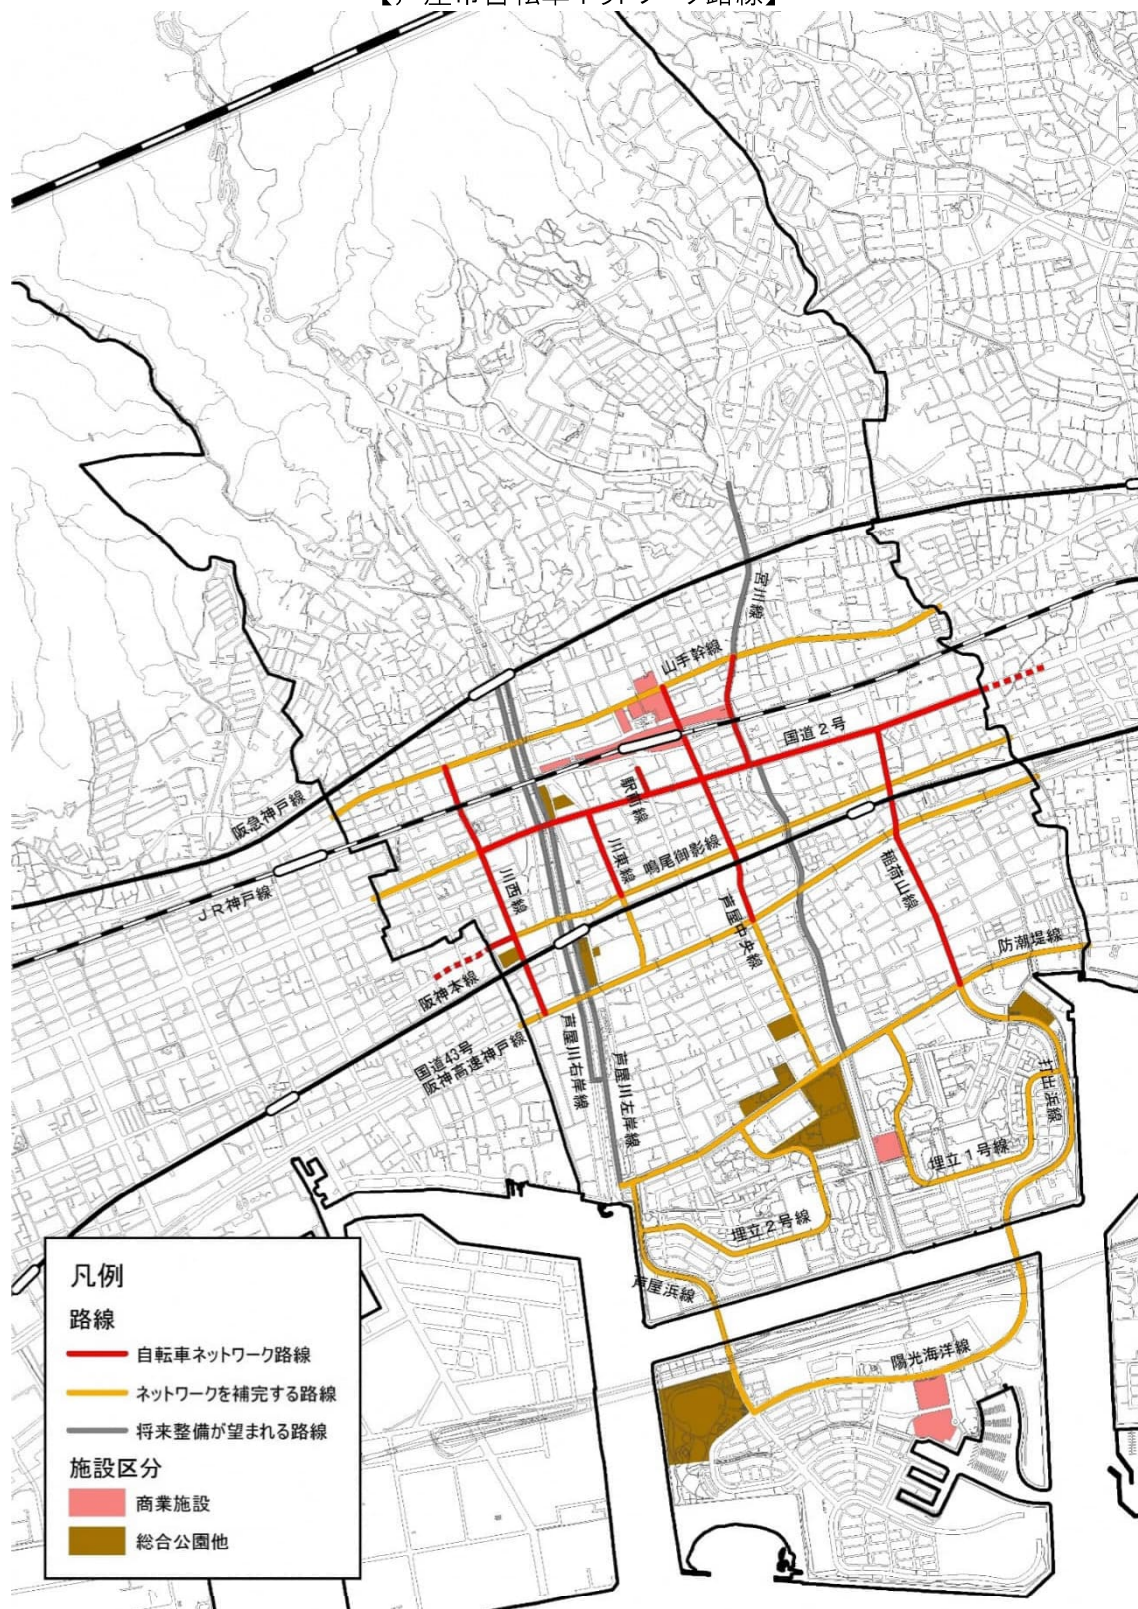 宮川線
山手幹線
国道2号
阪急神戸線
駅前線
JR神戸線
鳴尾御影線
川東線
川西線
稲荷山線
芦屋中央線
防潮堤線
阪神本線
国道43号
阪神高速神戸線
芦屋川右岸線
芦屋川左岸線
打出浜線
埋立1号線
埋立2号線
芦屋浜線
陽光海洋線
凡例
路線
自転車ネットワーク路線
ネットワークを補完する路線
将来整備が望まれる路線
施設区分
商業施設
総合公園他